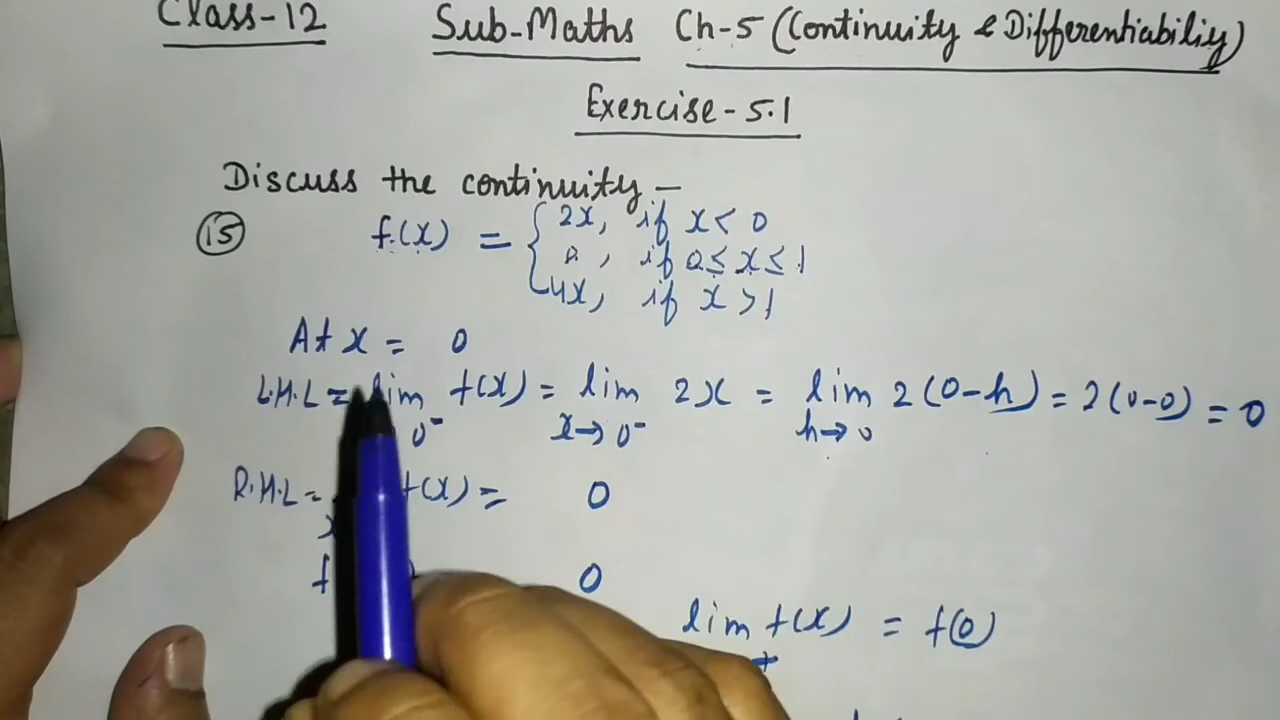 Class-12 Sub-Maths Ch-5 (Continuity & Differentiability)
Exercise-5.1
Discuss the continuity –
(15) f(x) = { 2x, if x < 0
0, if 0 ≤ x ≤ 1
4x, if x > 1
At x = 0
L.H.L = lim f(x) = lim 2x = lim 2(0-h) = 2(0-0) = 0
0⁻ x→0⁻ h→0
R.H.L = f(x) = 0
x
f 0
lim f(x) = f(0)